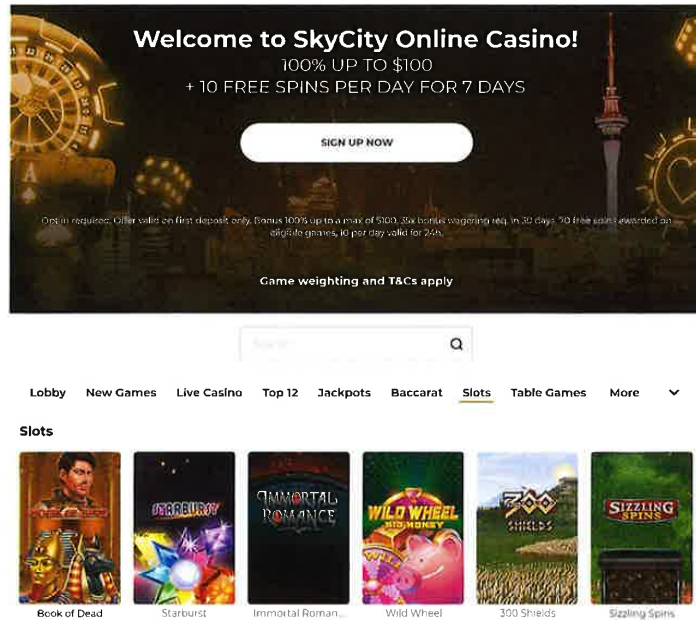 Welcome to SkyCity Online Casino!
100% UP TO $100
+ 10 FREE SPINS PER DAY FOR 7 DAYS
SIGN UP NOW
Opt in required. Offer valid on first deposit only. Bonus 100% up to a max of $100, 35x bonus wagering req. in 30 days. 70 free spins awarded on
eligible games, 10 per day valid for 24h.
Game weighting and T&Cs apply
Lobby New Games Live Casino Top 12 Jackpots Baccarat Slots Table Games More
Slots
STARBURST
IMMORTAL
ROMANCE
WILD WHEEL
BIG MONEY
300
SHIELDS
SIZZLING
SPINS
Book of Dead Starburst Immortal Roman... Wild Wheel 300 Shields Sizzling Spins